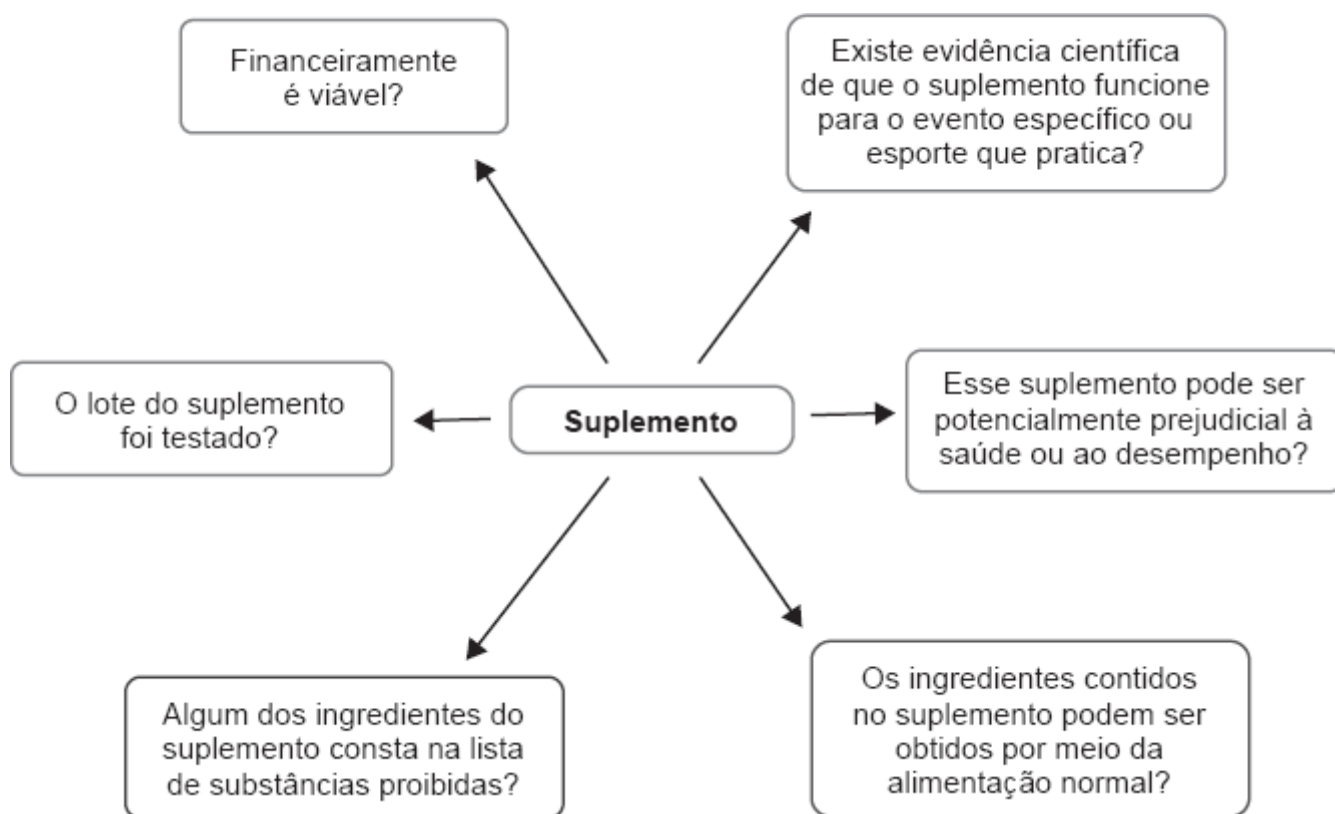 Financeiramente
é viável?
Existe evidência científica
de que o suplemento funcione
para o evento específico ou
esporte que pratica?
O lote do suplemento
foi testado?
Suplemento
Esse suplemento pode ser
potencialmente prejudicial à
saúde ou ao desempenho?
Algum dos ingredientes do
suplemento consta na lista
de substâncias proibidas?
Os ingredientes contidos
no suplemento podem ser
obtidos por meio da
alimentação normal?